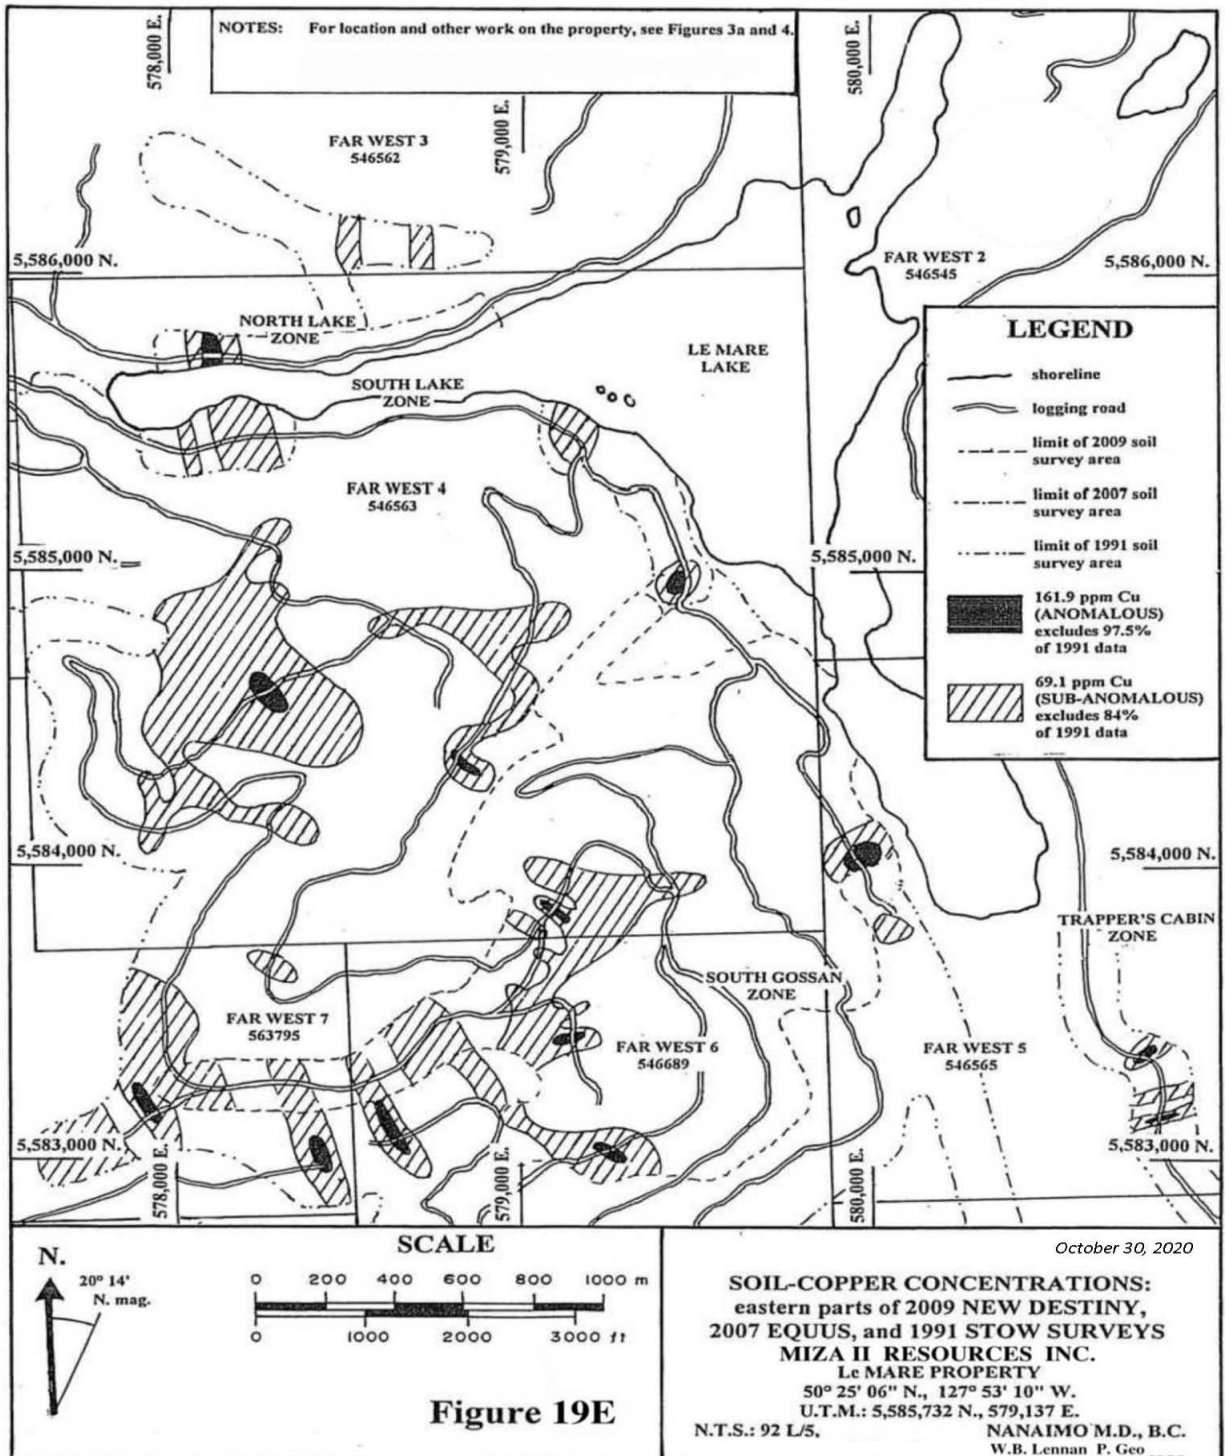 NOTES: For location and other work on the property, see Figures 3a and 4.
578,000 E.
579,000 E.
580,000 E.
FAR WEST 3
546562
5,586,000 N.
FAR WEST 2
546545
5,586,000 N.
NORTH LAKE
ZONE
LE MARE
LAKE
SOUTH LAKE
ZONE
FAR WEST 4
546563
5,585,000 N.
5,585,000 N.
LEGEND
shoreline
logging road
limit of 2009 soil
survey area
limit of 2007 soil
survey area
limit of 1991 soil
survey area
161.9 ppm Cu
(ANOMALOUS)
excludes 97.5%
of 1991 data
69.1 ppm Cu
(SUB-ANOMALOUS)
excludes 84%
of 1991 data
5,584,000 N.
5,584,000 N.
TRAPPER'S CABIN
ZONE
SOUTH GOSSAN
ZONE
FAR WEST 7
563795
FAR WEST 6
546689
FAR WEST 5
546565
5,583,000 N.
5,583,000 N.
578,000 E.
579,000 E.
580,000 E.
N.
20° 14'
N. mag.
SCALE
0 200 400 600 800 1000 m
0 1000 2000 3000 ft
Figure 19E
October 30, 2020
SOIL-COPPER CONCENTRATIONS:
eastern parts of 2009 NEW DESTINY,
2007 EQUUS, and 1991 STOW SURVEYS
MIZA II RESOURCES INC.
Le MARE PROPERTY
50° 25' 06" N., 127° 53' 10" W.
U.T.M.: 5,585,732 N., 579,137 E.
N.T.S.: 92 L/5. NANAIMO M.D., B.C.
W.B. Lennan P. Geo